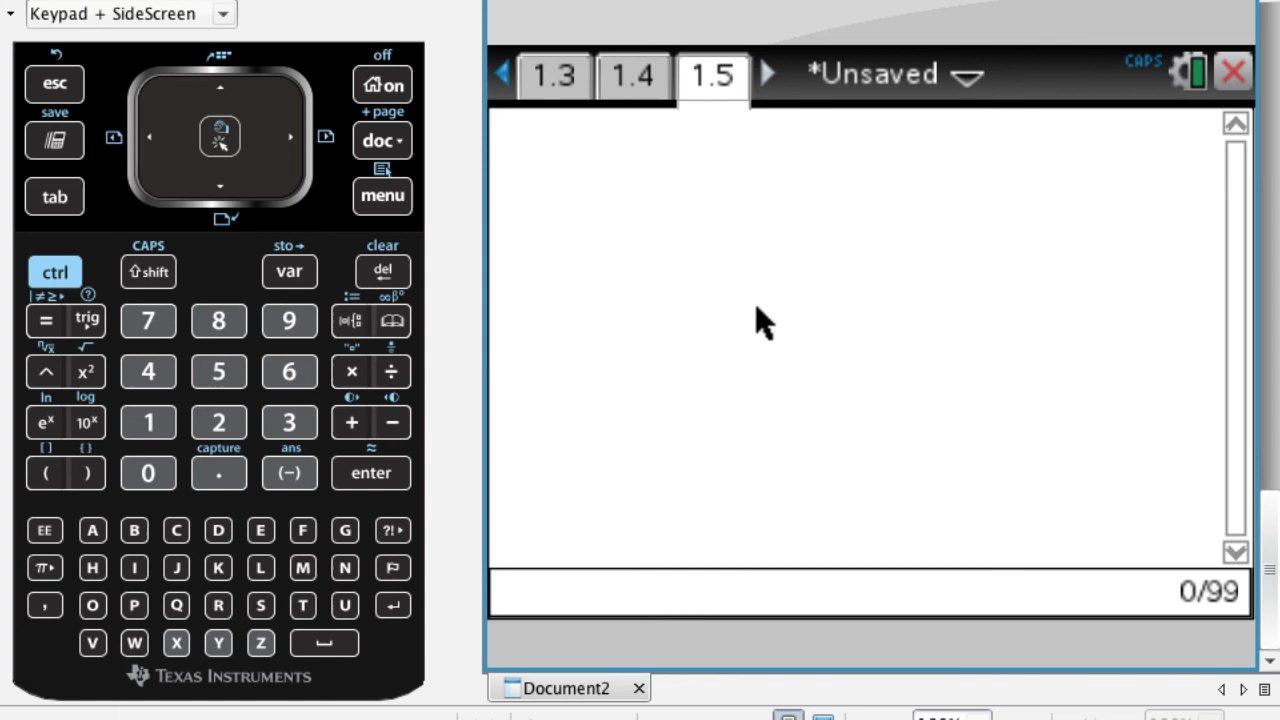 Keypad + SideScreen
1.3 1.4 1.5 *Unsaved CAPS
off
esc on
save + page
doc
tab menu
CAPS sto→ clear
ctrl ⇧shift var del
|≠≥▸ ? := ∞β°
= trig 7 8 9
ⁿ√x √ "▫" 
^ x² 4 5 6 × ÷
ln log
eˣ 10ˣ 1 2 3 + −
[ ] { } capture ans ≈
( ) 0 . (−) enter
EE A B C D E F G ?!▸
π▸ H I J K L M N
, O P Q R S T U ↵
V W X Y Z
TEXAS INSTRUMENTS
0/99
Document2